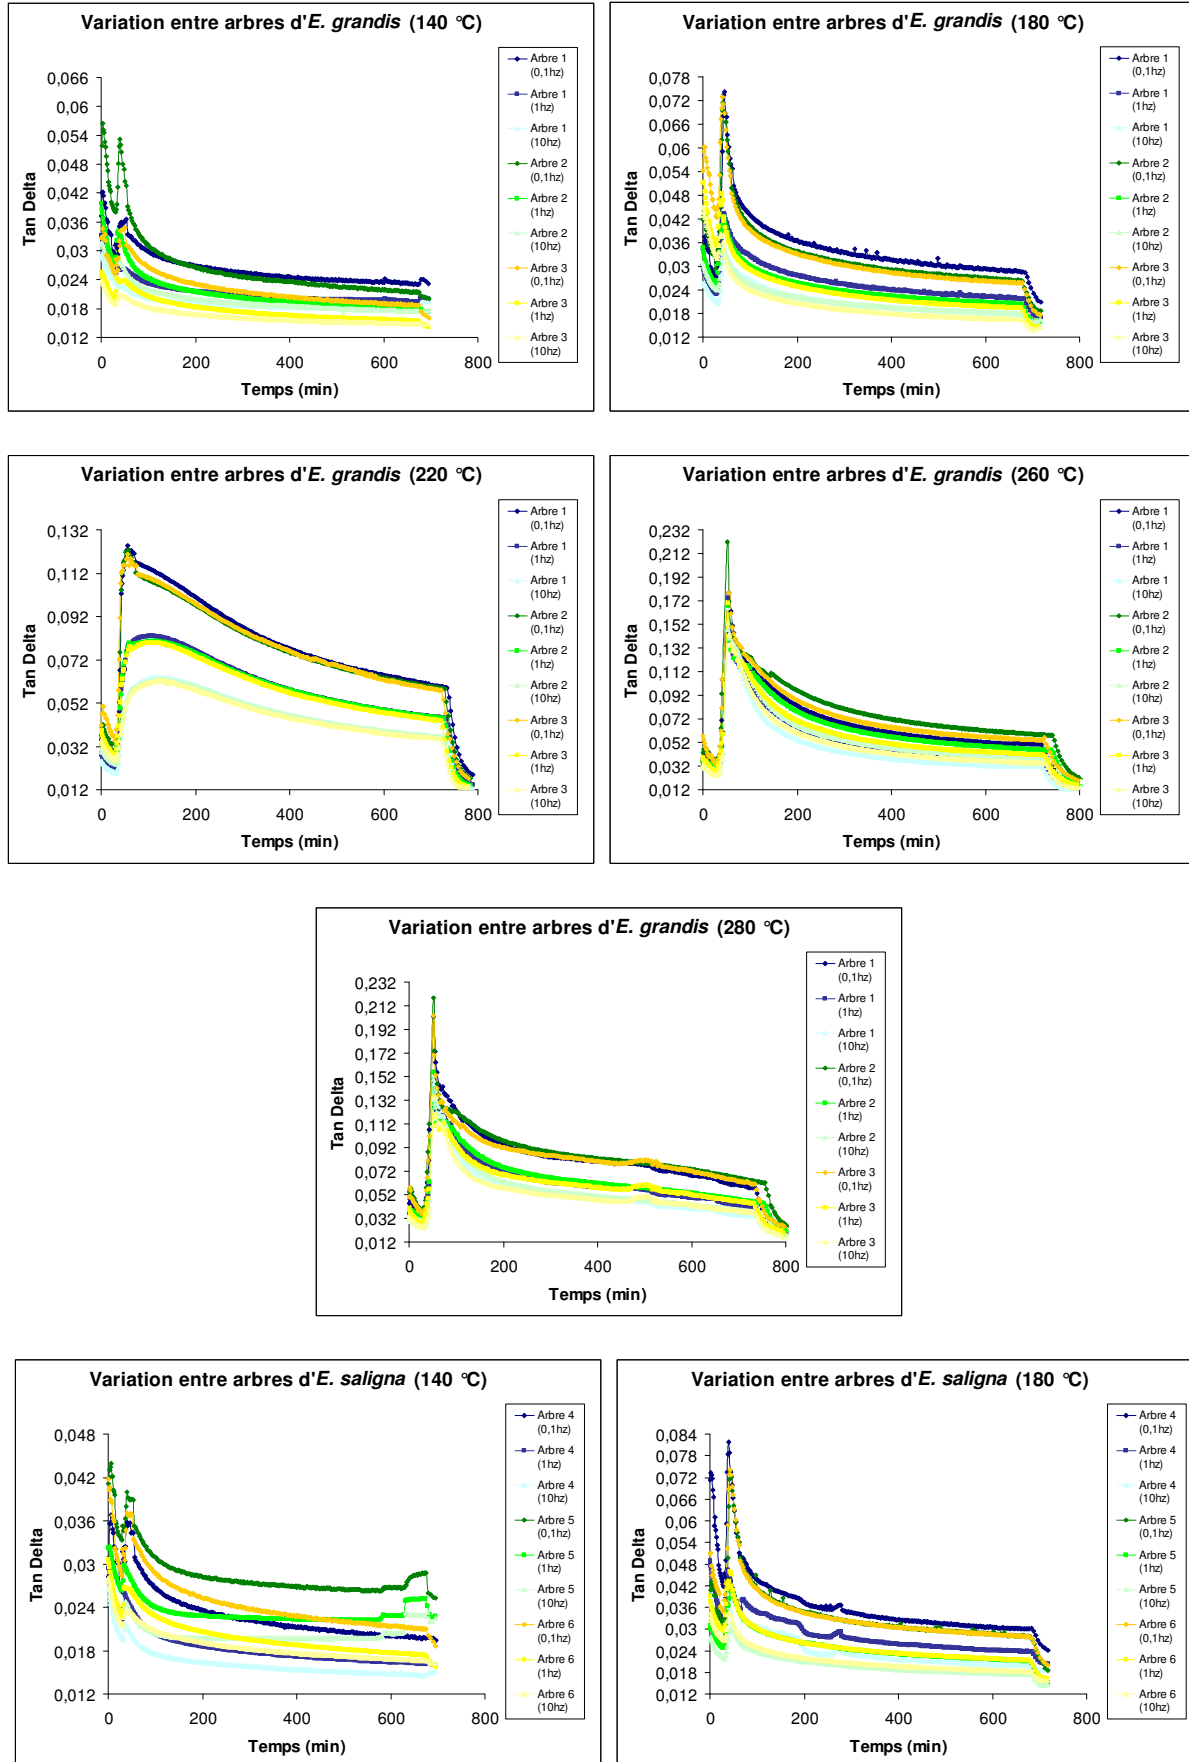 Variation entre arbres d'E. grandis (140 °C)
Tan Delta
0,066
0,06
0,054
0,048
0,042
0,036
0,03
0,024
0,018
0,012
0 200 400 600 800
Temps (min)
Arbre 1
(0,1hz)
Arbre 1
(1hz)
Arbre 1
(10hz)
Arbre 2
(0,1hz)
Arbre 2
(1hz)
Arbre 2
(10hz)
Arbre 3
(0,1hz)
Arbre 3
(1hz)
Arbre 3
(10hz)
Variation entre arbres d'E. grandis (180 °C)
Tan Delta
0,078
0,072
0,066
0,06
0,054
0,048
0,042
0,036
0,03
0,024
0,018
0,012
0 200 400 600 800
Temps (min)
Arbre 1
(0,1hz)
Arbre 1
(1hz)
Arbre 1
(10hz)
Arbre 2
(0,1hz)
Arbre 2
(1hz)
Arbre 2
(10hz)
Arbre 3
(0,1hz)
Arbre 3
(1hz)
Arbre 3
(10hz)
Variation entre arbres d'E. grandis (220 °C)
Tan Delta
0,132
0,112
0,092
0,072
0,052
0,032
0,012
0 200 400 600 800
Temps (min)
Arbre 1
(0,1hz)
Arbre 1
(1hz)
Arbre 1
(10hz)
Arbre 2
(0,1hz)
Arbre 2
(1hz)
Arbre 2
(10hz)
Arbre 3
(0,1hz)
Arbre 3
(1hz)
Arbre 3
(10hz)
Variation entre arbres d'E. grandis (260 °C)
Tan Delta
0,232
0,212
0,192
0,172
0,152
0,132
0,112
0,092
0,072
0,052
0,032
0,012
0 200 400 600 800
Temps (min)
Arbre 1
(0,1hz)
Arbre 1
(1hz)
Arbre 1
(10hz)
Arbre 2
(0,1hz)
Arbre 2
(1hz)
Arbre 2
(10hz)
Arbre 3
(0,1hz)
Arbre 3
(1hz)
Arbre 3
(10hz)
Variation entre arbres d'E. grandis (280 °C)
Tan Delta
0,232
0,212
0,192
0,172
0,152
0,132
0,112
0,092
0,072
0,052
0,032
0,012
0 200 400 600 800
Temps (min)
Arbre 1
(0,1hz)
Arbre 1
(1hz)
Arbre 1
(10hz)
Arbre 2
(0,1hz)
Arbre 2
(1hz)
Arbre 2
(10hz)
Arbre 3
(0,1hz)
Arbre 3
(1hz)
Arbre 3
(10hz)
Variation entre arbres d'E. saligna (140 °C)
Tan Delta
0,048
0,042
0,036
0,03
0,024
0,018
0,012
0 200 400 600 800
Temps (min)
Arbre 4
(0,1hz)
Arbre 4
(1hz)
Arbre 4
(10hz)
Arbre 5
(0,1hz)
Arbre 5
(1hz)
Arbre 5
(10hz)
Arbre 6
(0,1hz)
Arbre 6
(1hz)
Arbre 6
(10hz)
Variation entre arbres d'E. saligna (180 °C)
Tan Delta
0,084
0,078
0,072
0,066
0,06
0,054
0,048
0,042
0,036
0,03
0,024
0,018
0,012
0 200 400 600 800
Temps (min)
Arbre 4
(0,1hz)
Arbre 4
(1hz)
Arbre 4
(10hz)
Arbre 5
(0,1hz)
Arbre 5
(1hz)
Arbre 5
(10hz)
Arbre 6
(0,1hz)
Arbre 6
(1hz)
Arbre 6
(10hz)